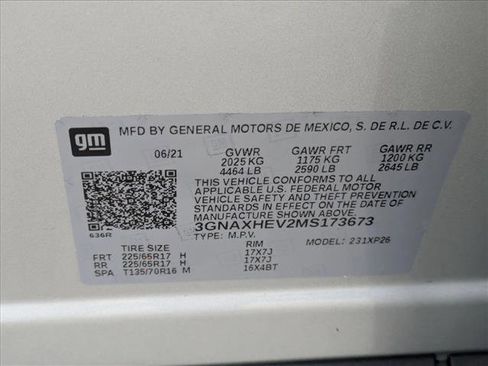 gm MFD BY GENERAL MOTORS DE MEXICO, S. DE R.L. DE C.V.
06/21 GVWR GAWR FRT GAWR RR
2025 KG 1175 KG 1200 KG
4464 LB 2590 LB 2645 LB
THIS VEHICLE CONFORMS TO ALL
APPLICABLE U.S. FEDERAL MOTOR
VEHICLE SAFETY AND THEFT PREVENTION
STANDARDS IN EFFECT ON THE DATE OF
MANUFACTURE SHOWN ABOVE.
3GNAXHEV2MS173673
636R TYPE: M.P.V. MODEL: 231XP26
TIRE SIZE RIM
FRT 225/65R17 H 17X7J
RR 225/65R17 H 17X7J
SPA T135/70R16 M 16X4BT